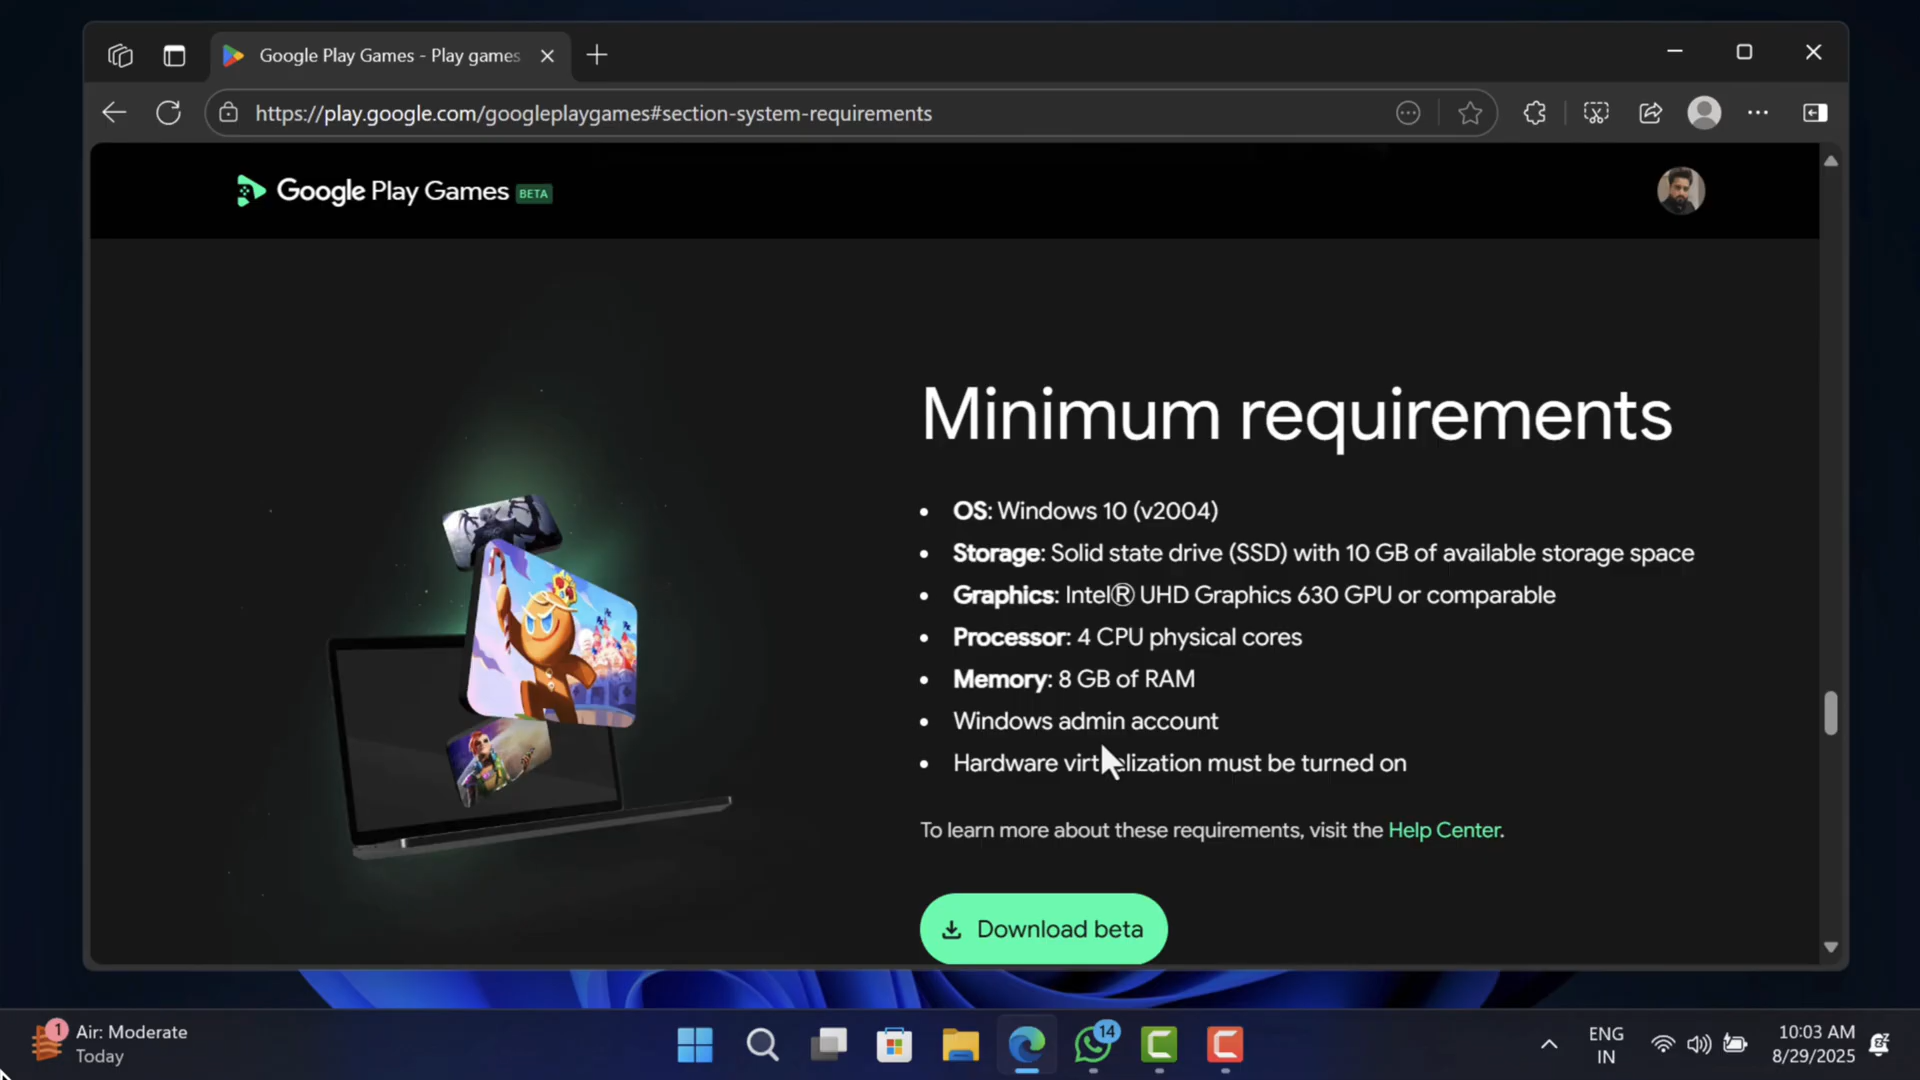 Google Play Games - Play games
https://play.google.com/googleplaygames#section-system-requirements
Google Play Games BETA
Minimum requirements
• OS: Windows 10 (v2004)
• Storage: Solid state drive (SSD) with 10 GB of available storage space
• Graphics: Intel® UHD Graphics 630 GPU or comparable
• Processor: 4 CPU physical cores
• Memory: 8 GB of RAM
• Windows admin account
• Hardware virtualization must be turned on
To learn more about these requirements, visit the Help Center.
Download beta
1
Air: Moderate
Today
14
ENG
IN
10:03 AM
8/29/2025